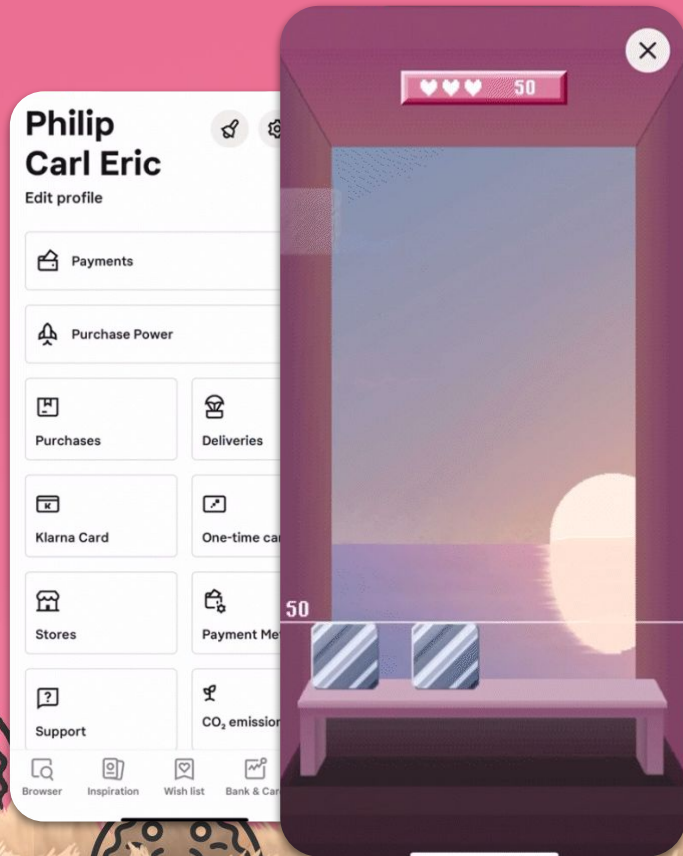 Philip
Carl Eric
Edit profile
Payments
Purchase Power
Purchases
Deliveries
Klarna Card
One-time ca
Stores
Payment Me
Support
CO₂ emission
Browser
Inspiration
Wish list
Bank & Car
50
50